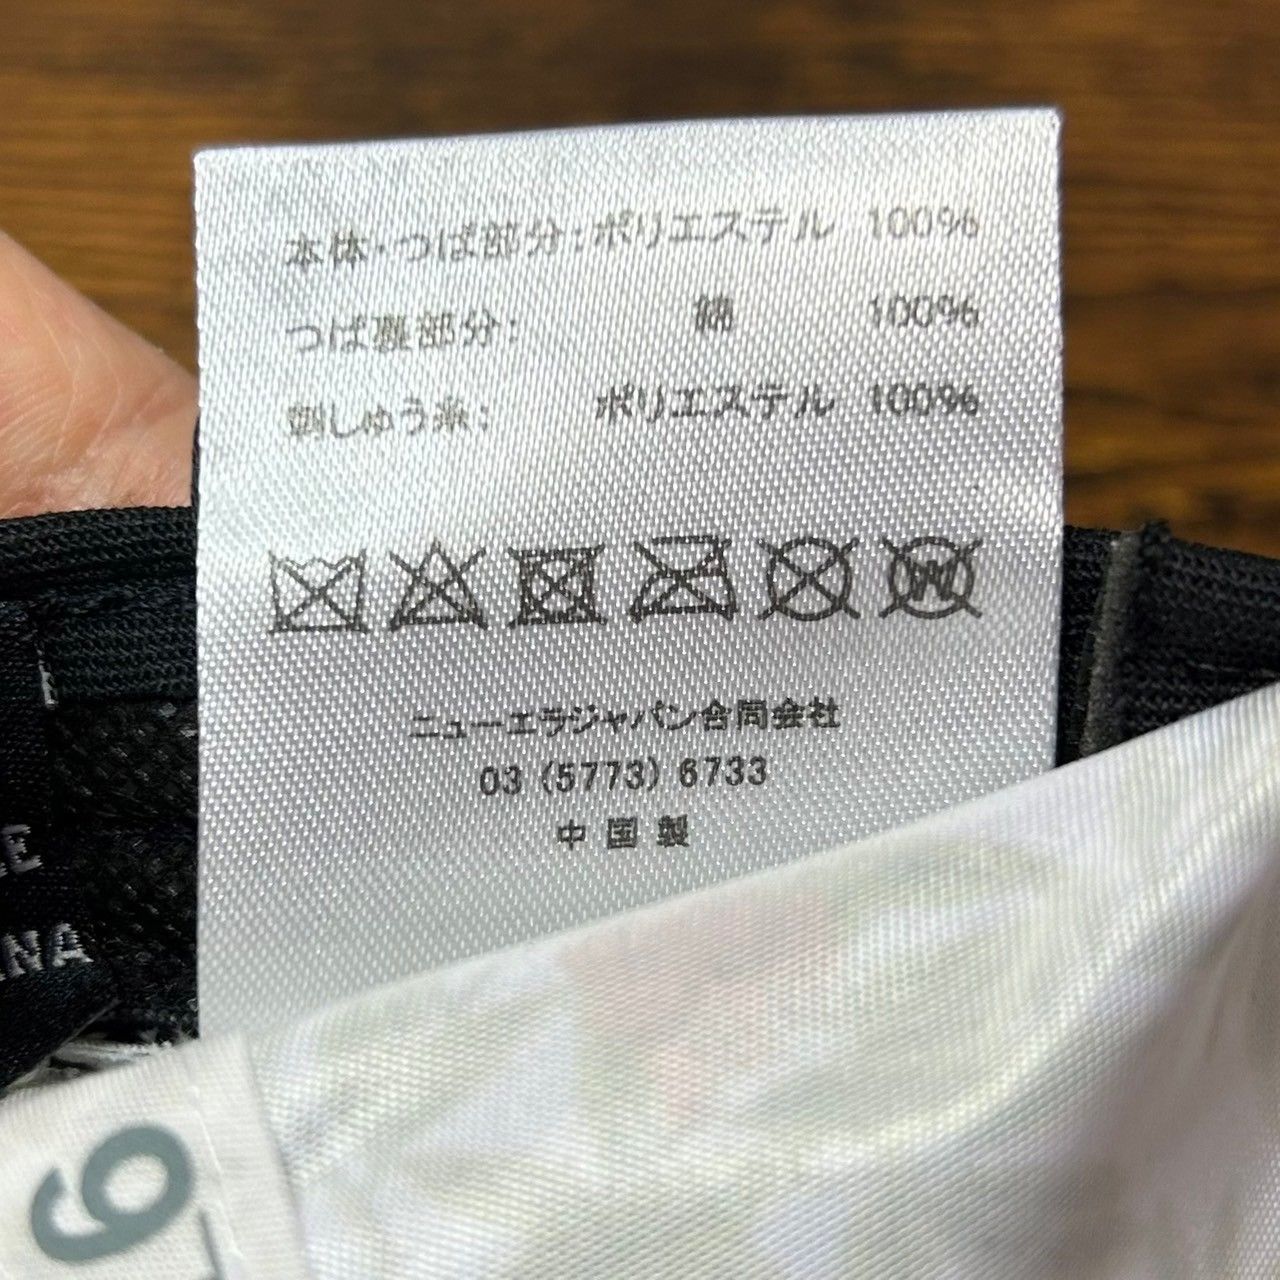 本体・つば部分:ポリエステル 100%
つば裏部分: 綿 100%
刺しゅう糸: ポリエステル 100%
ニューエラジャパン合同会社
03 (5773) 6733
中国製